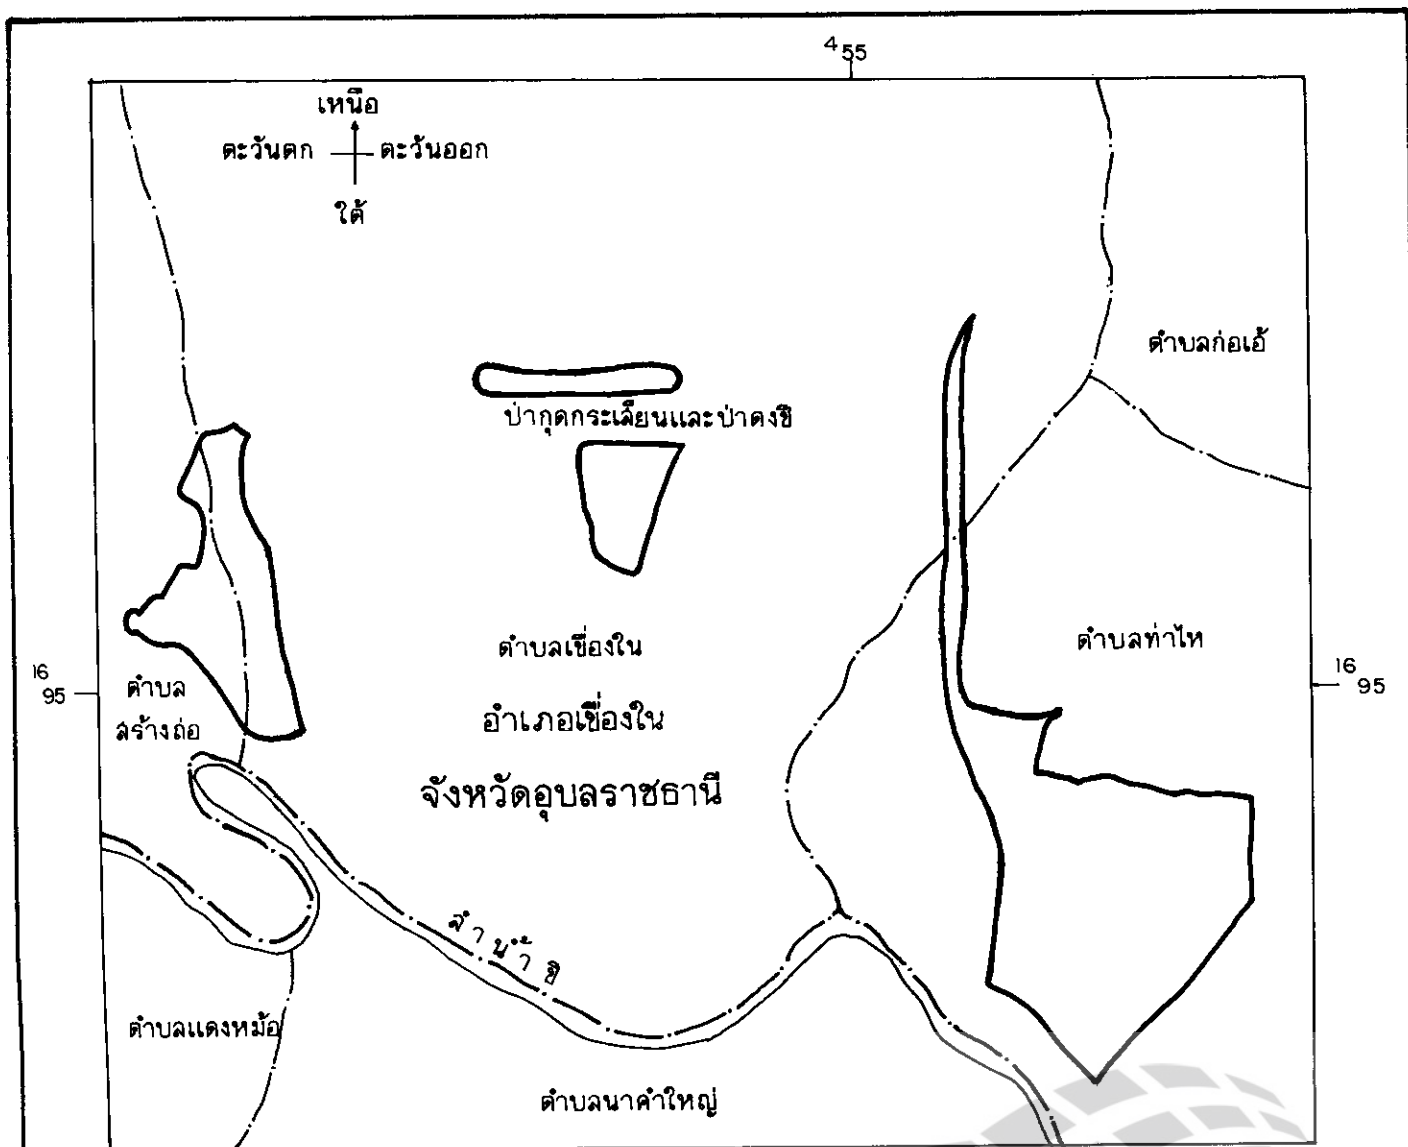 455
เหนือ
ตะวันตก
ตะวันออก
ใต้
ตำบลก่อเอ้
ป่ากุดกระเลียนและป่าดงชี
ตำบลเขื่องใน
ตำบลท่าไห
16
95
ตำบล
สร้างถ่อ
16
95
อำเภอเขื่องใน
จังหวัดอุบลราชธานี
ลำน้ำชี
ตำบลแดงหม้อ
ตำบลนาคำใหญ่